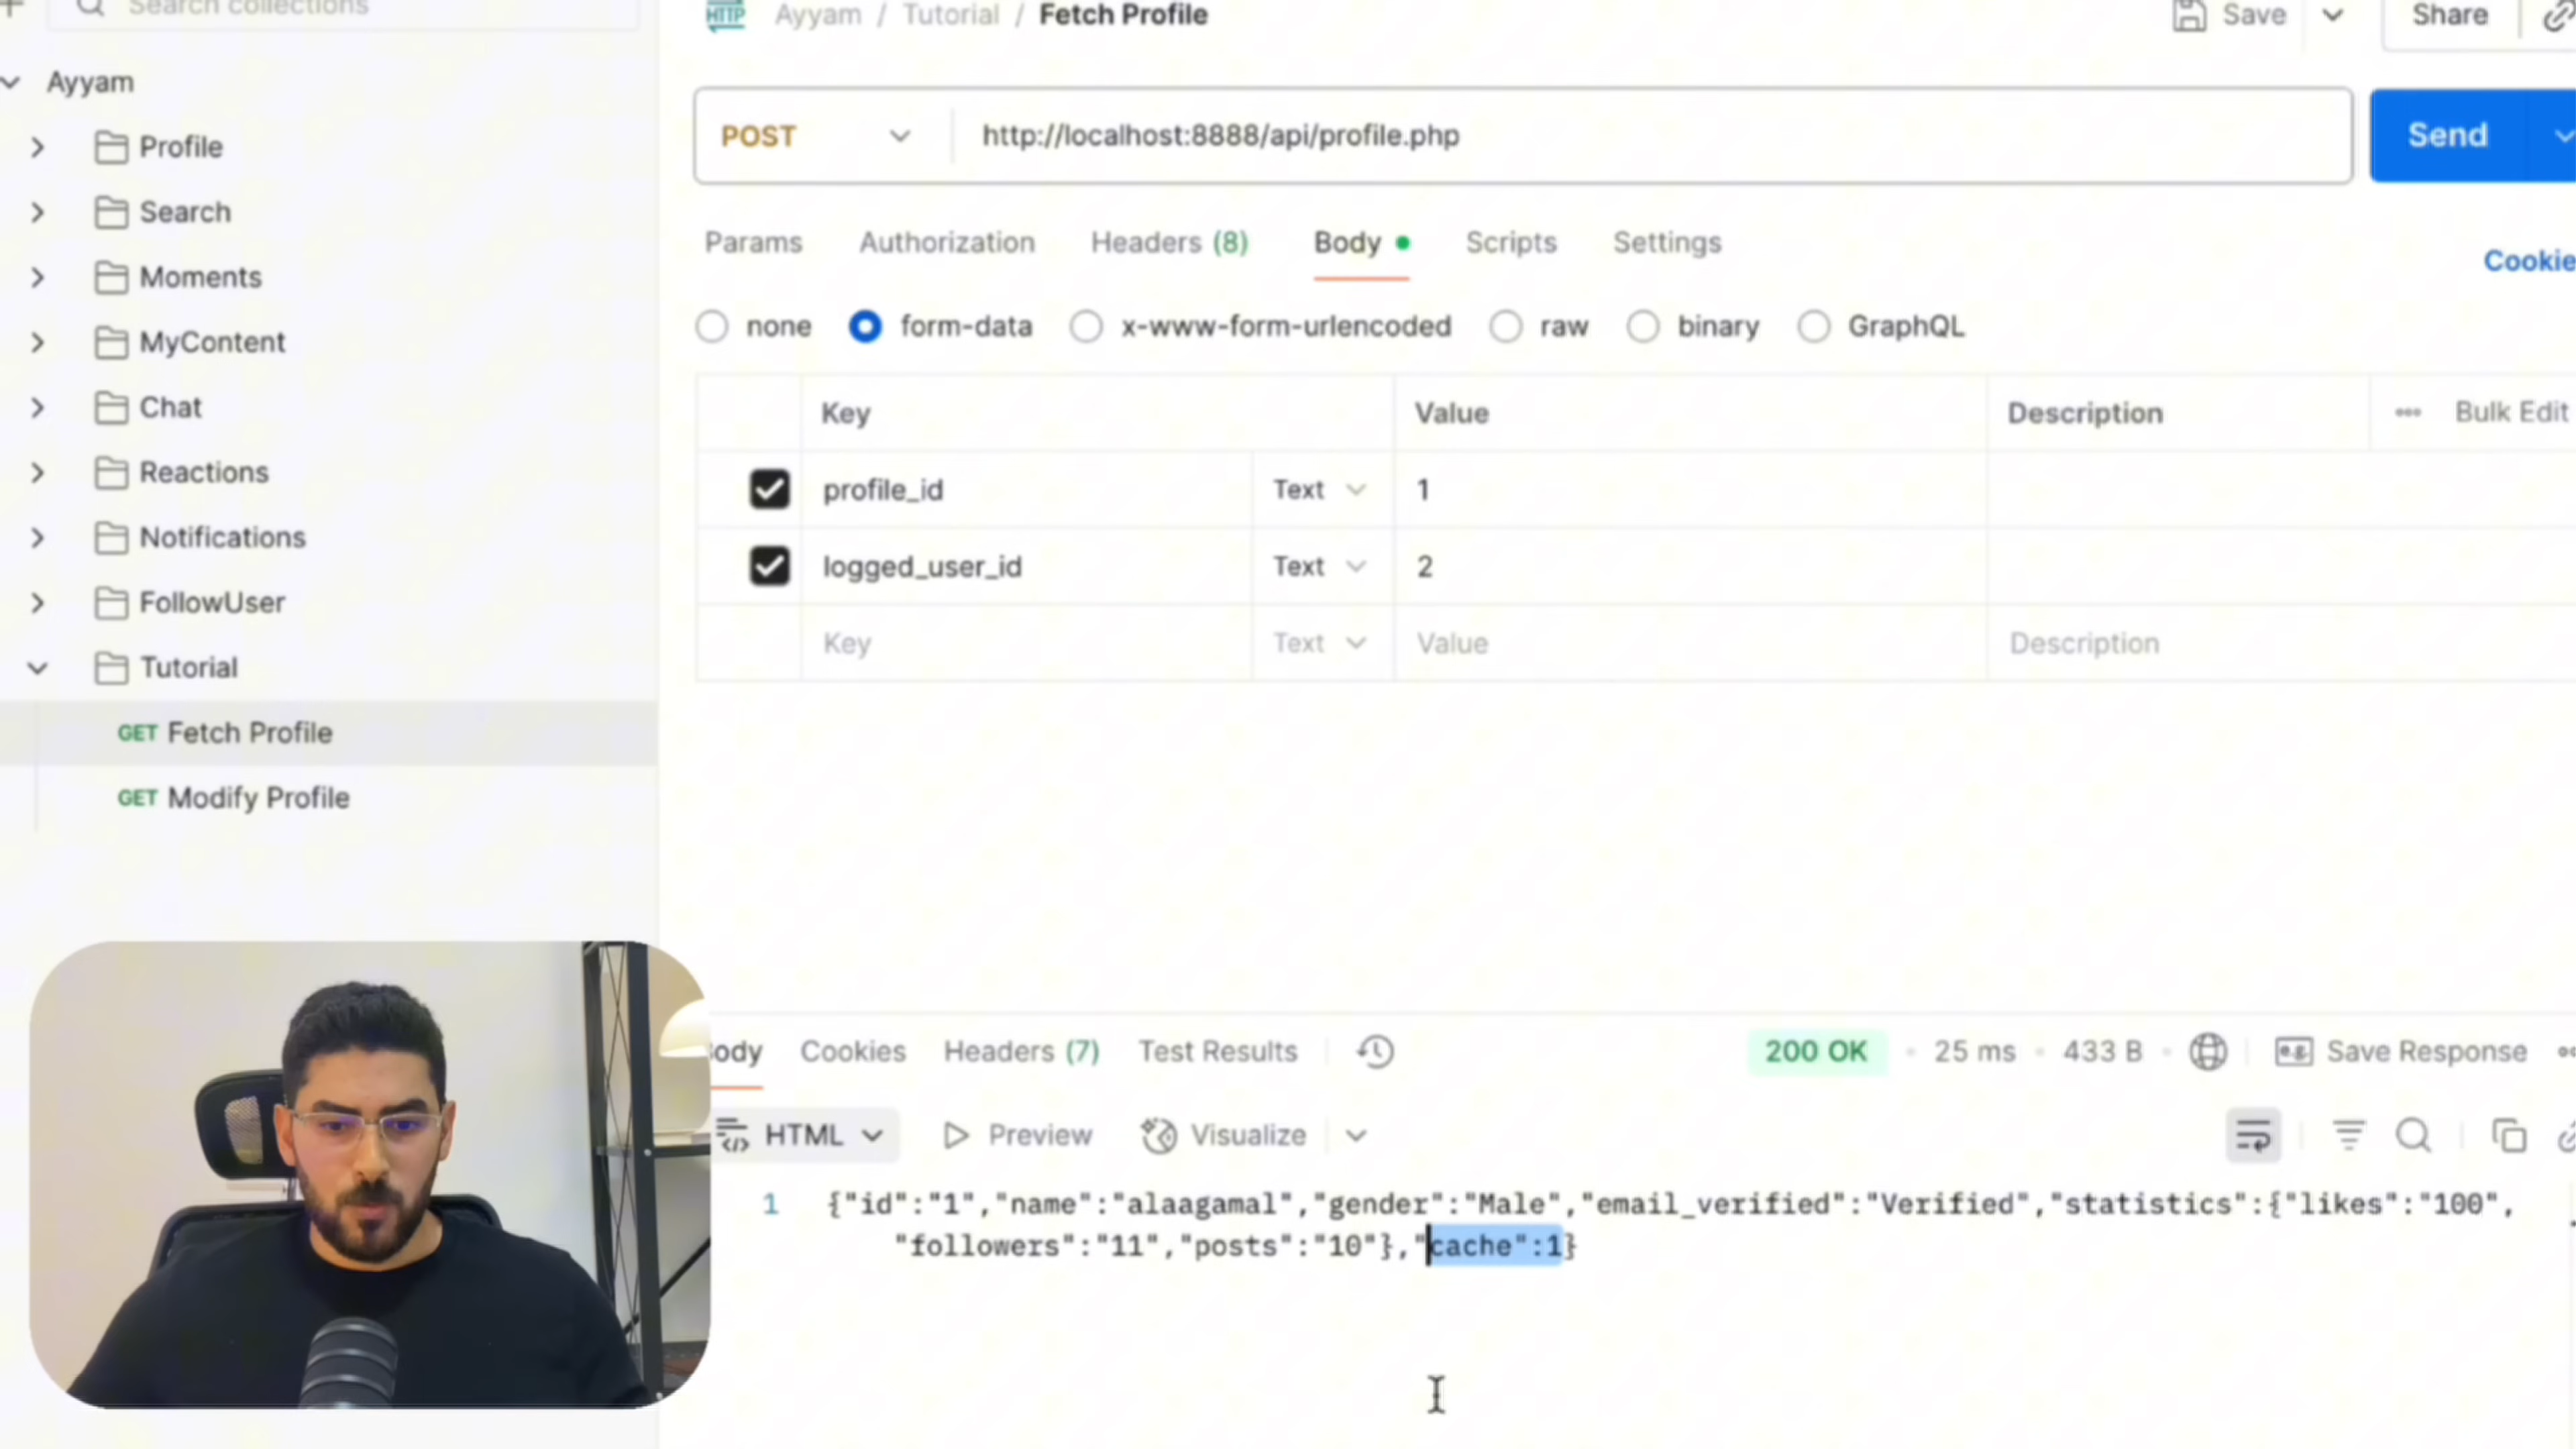 Search collections
HTTP Ayyam / Tutorial / Fetch Profile
Save
Share
Ayyam
Profile
Search
Moments
MyContent
Chat
Reactions
Notifications
FollowUser
Tutorial
GET Fetch Profile
GET Modify Profile
POST http://localhost:8888/api/profile.php
Send
Params Authorization Headers (8) Body Scripts Settings
Cookie
none form-data x-www-form-urlencoded raw binary GraphQL
Key Value Description Bulk Edit
profile_id Text 1
logged_user_id Text 2
Key Text Value Description
ody Cookies Headers (7) Test Results
200 OK 25 ms 433 B e.g. Save Response
HTML Preview Visualize
1 {"id":"1","name":"alaagamal","gender":"Male","email_verified":"Verified","statistics":{"likes":"100",
"followers":"11","posts":"10"},"cache":1}